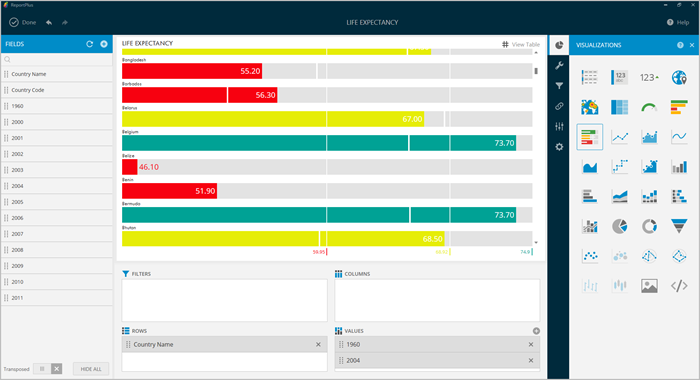 ReportPlus
Done
LIFE EXPECTANCY
Help
FIELDS
Country Name
Country Code
1960
2000
2001
2002
2003
2004
2005
2006
2007
2008
2009
2010
2011
Transposed
HIDE ALL
LIFE EXPECTANCY
View Table
Bangladesh
55.20
Barbados
56.30
Belarus
67.00
Belgium
73.70
Belize
46.10
Benin
51.90
Bermuda
73.70
Bhutan
68.50
59.95
74.9
FILTERS
COLUMNS
ROWS
Country Name
VALUES
1960
2004
VISUALIZATIONS
123
123